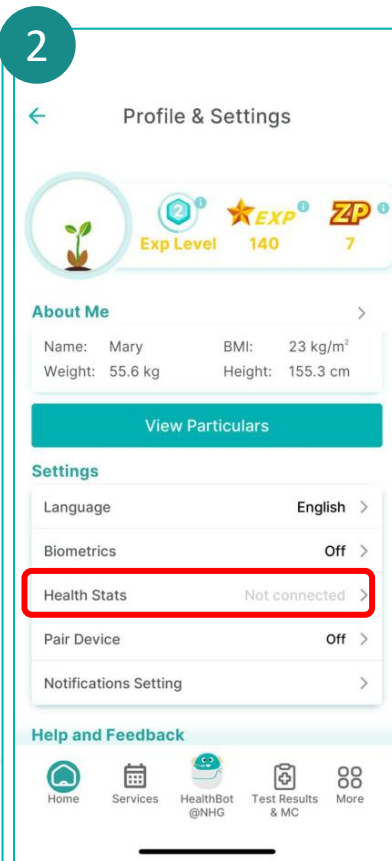 2
Profile & Settings
2
EXP
ZP
Exp Level 140 7
About Me
Name: Mary BMI: 23 kg/m²
Weight: 55.6 kg Height: 155.3 cm
View Particulars
Settings
Language English
Biometrics Off
Health Stats Not connected
Pair Device Off
Notifications Setting
Help and Feedback
Home Services HealthBot Test Results More
@NHG & MC